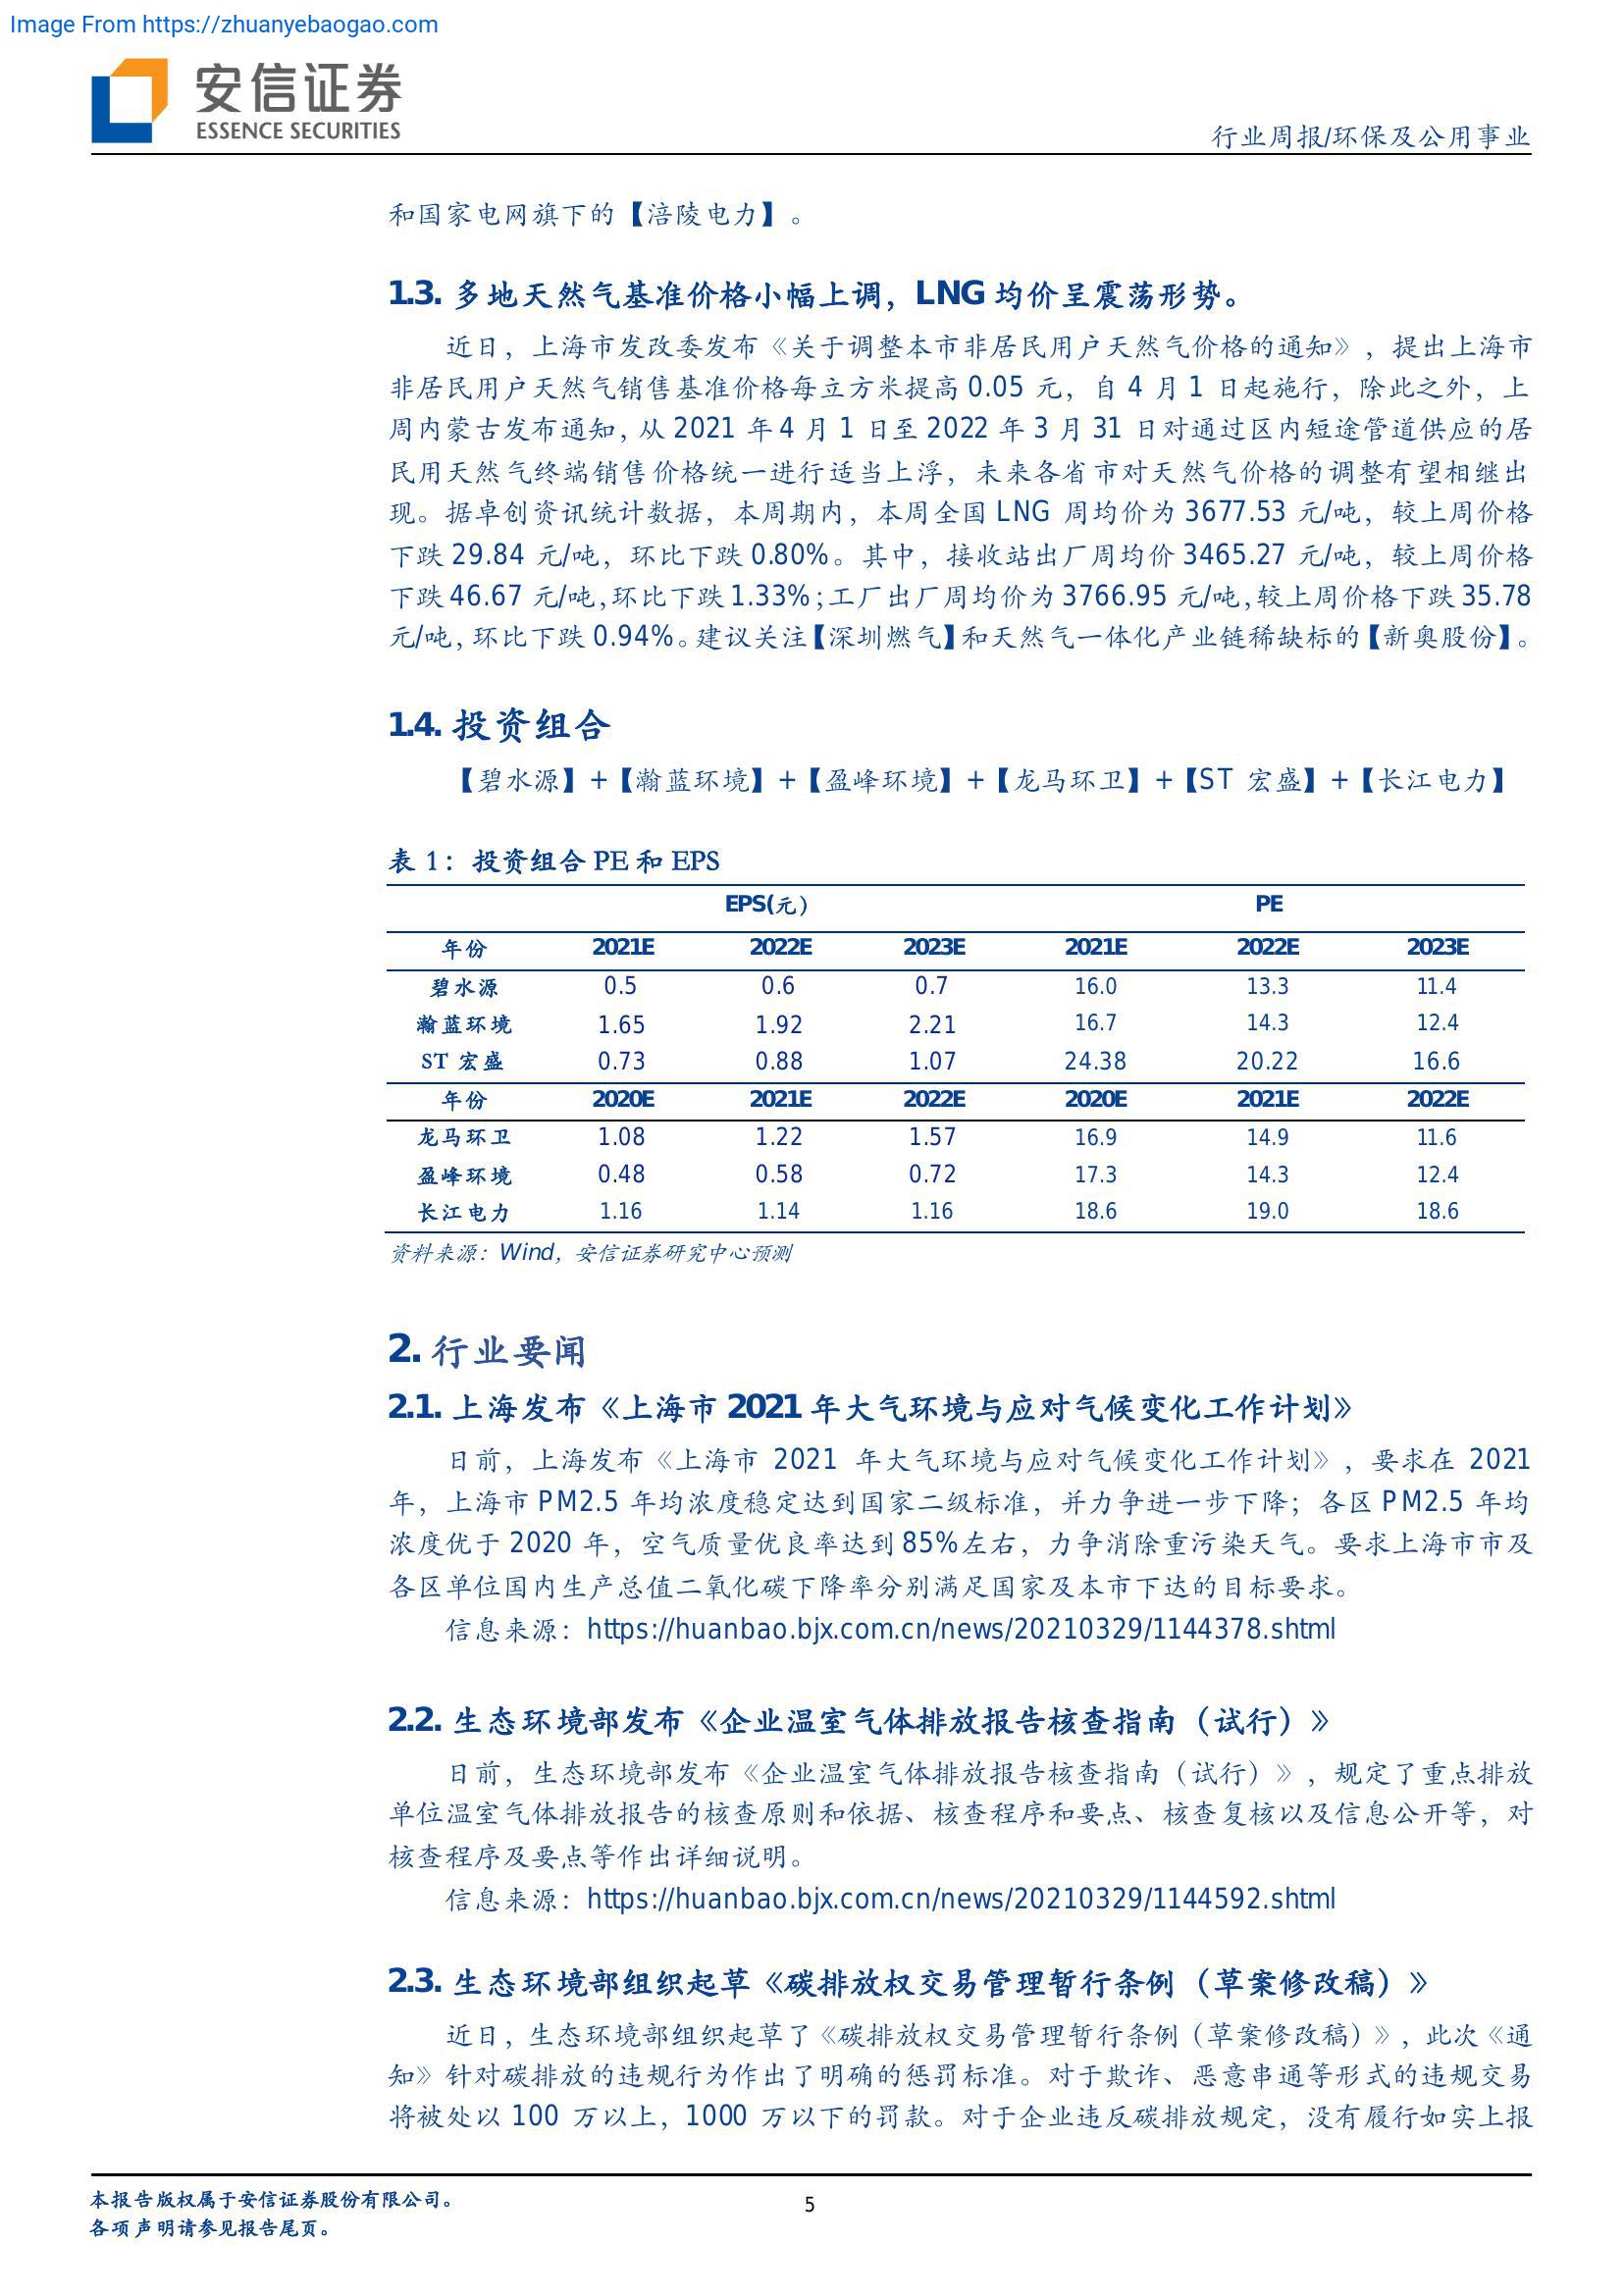 Image From https://zhuanyebaogao.com
安信证券
ESSENCE SECURITIES
行业周报/环保及公用事业
和国家电网旗下的【涪陵电力】。
1.3. 多地天然气基准价格小幅上调，LNG 均价呈震荡形势。
近日，上海市发改委发布《关于调整本市非居民用户天然气价格的通知》，提出上海市
非居民用户天然气销售基准价格每立方米提高 0.05 元，自 4 月 1 日起施行，除此之外，上
周内蒙古发布通知，从 2021 年 4 月 1 日至 2022 年 3 月 31 日对通过区内短途管道供应的居
民用天然气终端销售价格统一进行适当上浮，未来各省市对天然气价格的调整有望相继出
现。据卓创资讯统计数据，本周期内，本周全国 LNG 周均价为 3677.53 元/吨，较上周价格
下跌 29.84 元/吨，环比下跌 0.80%。其中，接收站出厂周均价 3465.27 元/吨，较上周价格
下跌 46.67 元/吨，环比下跌 1.33%；工厂出厂周均价为 3766.95 元/吨，较上周价格下跌 35.78
元/吨，环比下跌 0.94%。建议关注【深圳燃气】和天然气一体化产业链稀缺标的【新奥股份】。
1.4. 投资组合
【碧水源】+【瀚蓝环境】+【盈峰环境】+【龙马环卫】+【ST 宏盛】+【长江电力】
表 1：投资组合 PE 和 EPS
EPS(元） PE
年份 2021E 2022E 2023E 2021E 2022E 2023E
碧水源 0.5 0.6 0.7 16.0 13.3 11.4
瀚蓝环境 1.65 1.92 2.21 16.7 14.3 12.4
ST 宏盛 0.73 0.88 1.07 24.38 20.22 16.6
年份 2020E 2021E 2022E 2020E 2021E 2022E
龙马环卫 1.08 1.22 1.57 16.9 14.9 11.6
盈峰环境 0.48 0.58 0.72 17.3 14.3 12.4
长江电力 1.16 1.14 1.16 18.6 19.0 18.6
资料来源：Wind，安信证券研究中心预测
2. 行业要闻
2.1. 上海发布《上海市 2021 年大气环境与应对气候变化工作计划》
日前，上海发布《上海市 2021 年大气环境与应对气候变化工作计划》，要求在 2021
年，上海市 PM2.5 年均浓度稳定达到国家二级标准，并力争进一步下降；各区 PM2.5 年均
浓度优于 2020 年，空气质量优良率达到 85%左右，力争消除重污染天气。要求上海市市及
各区单位国内生产总值二氧化碳下降率分别满足国家及本市下达的目标要求。
信息来源：https://huanbao.bjx.com.cn/news/20210329/1144378.shtml
2.2. 生态环境部发布《企业温室气体排放报告核查指南（试行）》
日前，生态环境部发布《企业温室气体排放报告核查指南（试行）》，规定了重点排放
单位温室气体排放报告的核查原则和依据、核查程序和要点、核查复核以及信息公开等，对
核查程序及要点等作出详细说明。
信息来源：https://huanbao.bjx.com.cn/news/20210329/1144592.shtml
2.3. 生态环境部组织起草《碳排放权交易管理暂行条例（草案修改稿）》
近日，生态环境部组织起草了《碳排放权交易管理暂行条例（草案修改稿）》，此次《通
知》针对碳排放的违规行为作出了明确的惩罚标准。对于欺诈、恶意串通等形式的违规交易
将被处以 100 万以上，1000 万以下的罚款。对于企业违反碳排放规定，没有履行如实上报
本报告版权属于安信证券股份有限公司。
5
各项声明请参见报告尾页。